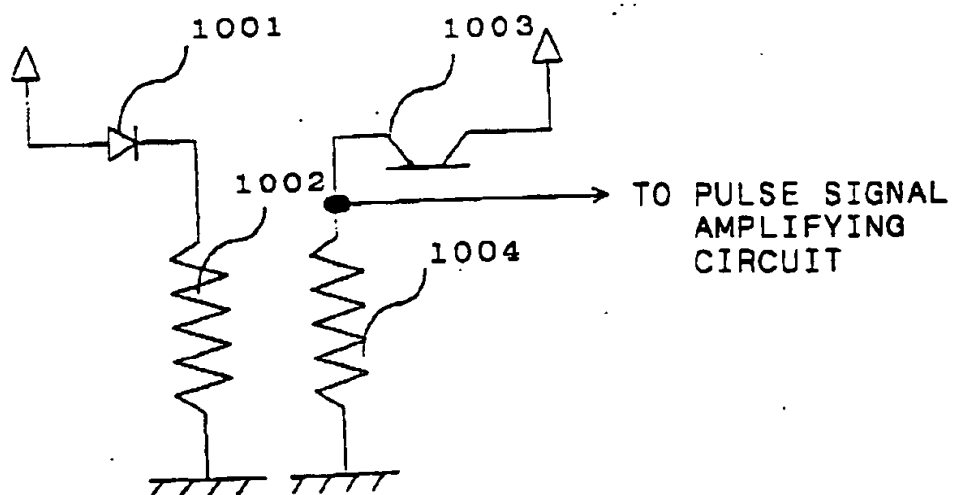 1001
1003
1002
TO PULSE SIGNAL
AMPLIFYING
CIRCUIT
1004